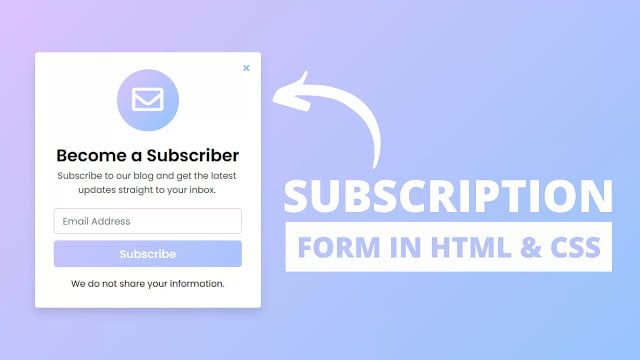 ×
Become a Subscriber
Subscribe to our blog and get the latest
updates straight to your inbox.
Email Address
Subscribe
We do not share your information.
SUBSCRIPTION
FORM IN HTML & CSS